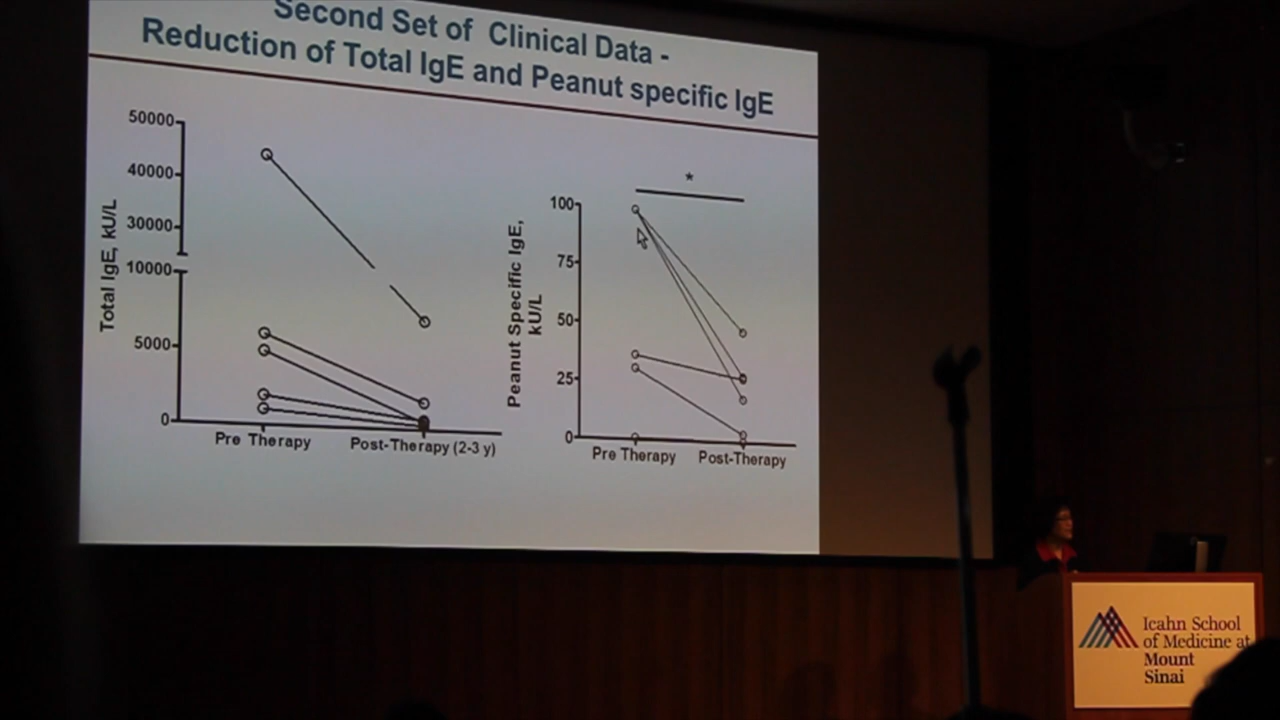 Second Set of Clinical Data -
Reduction of Total IgE and Peanut specific IgE
Total IgE, kU/L
50000
40000
30000
10000
5000
0
Pre Therapy
Post-Therapy (2-3 y)
Peanut Specific IgE,
kU/L
100
75
50
25
0
*
Pre Therapy
Post-Therapy
Icahn School
of Medicine at
Mount
Sinai